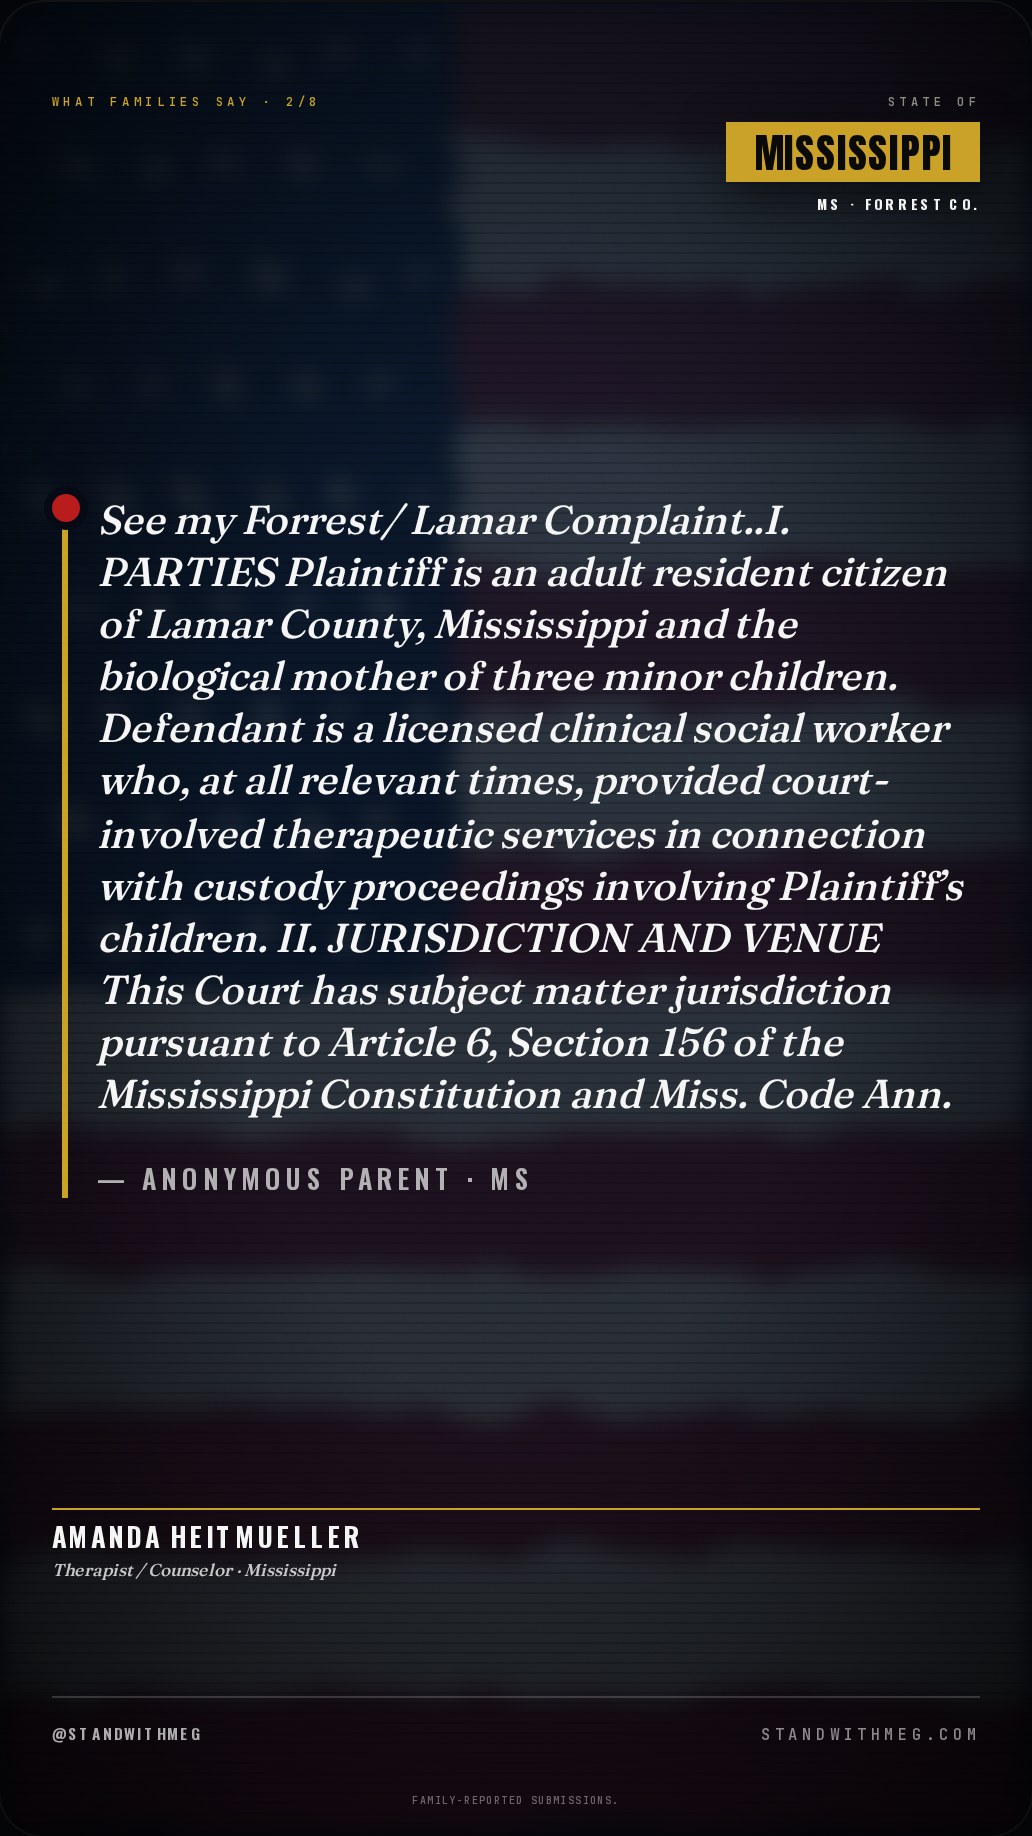 WHAT FAMILIES SAY · 2/8
STATE OF
MISSISSIPPI
MS · FORREST CO.
See my Forrest/ Lamar Complaint..I.
PARTIES Plaintiff is an adult resident citizen
of Lamar County, Mississippi and the
biological mother of three minor children.
Defendant is a licensed clinical social worker
who, at all relevant times, provided court-
involved therapeutic services in connection
with custody proceedings involving Plaintiff’s
children. II. JURISDICTION AND VENUE
This Court has subject matter jurisdiction
pursuant to Article 6, Section 156 of the
Mississippi Constitution and Miss. Code Ann.
— ANONYMOUS PARENT · MS
AMANDA HEITMUELLER
Therapist / Counselor · Mississippi
@STANDWITHMEG
STANDWITHMEG.COM
FAMILY-REPORTED SUBMISSIONS.